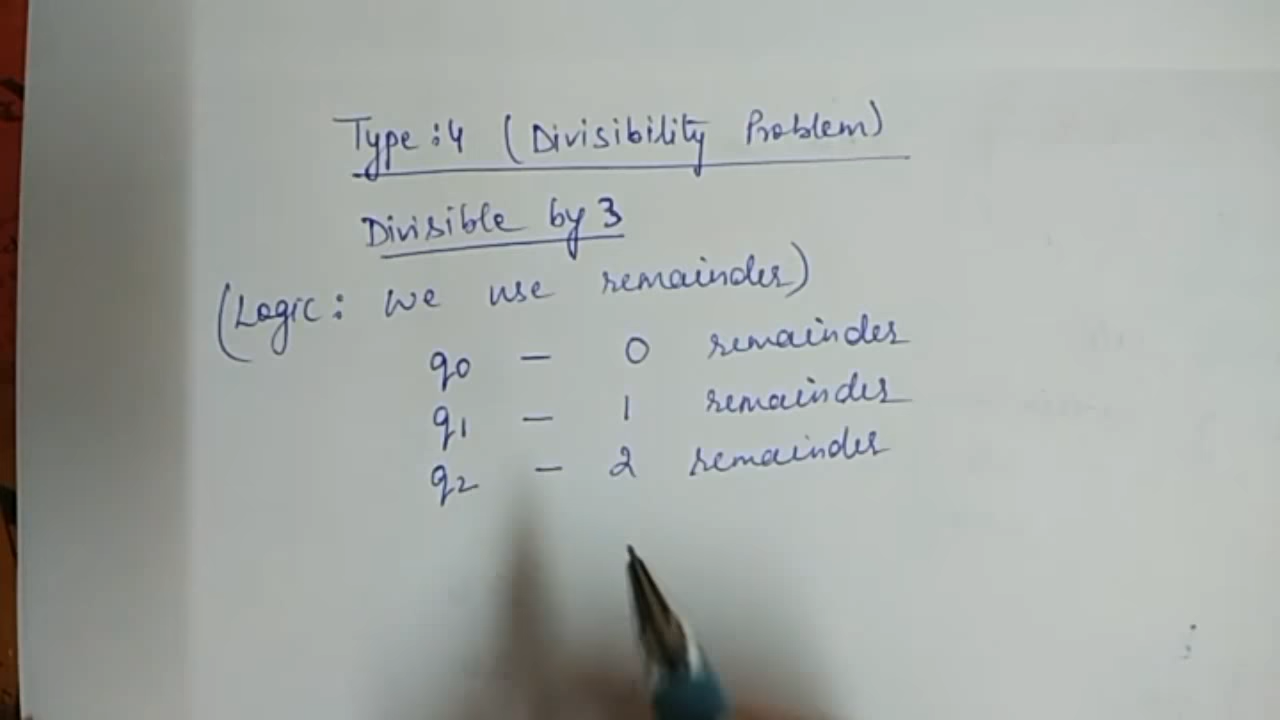 Type:4 (Divisibility Problem)
Divisible by 3
(Logic: we use remainder)
q0 - 0 remainder
q1 - 1 remainder
q2 - 2 remainder